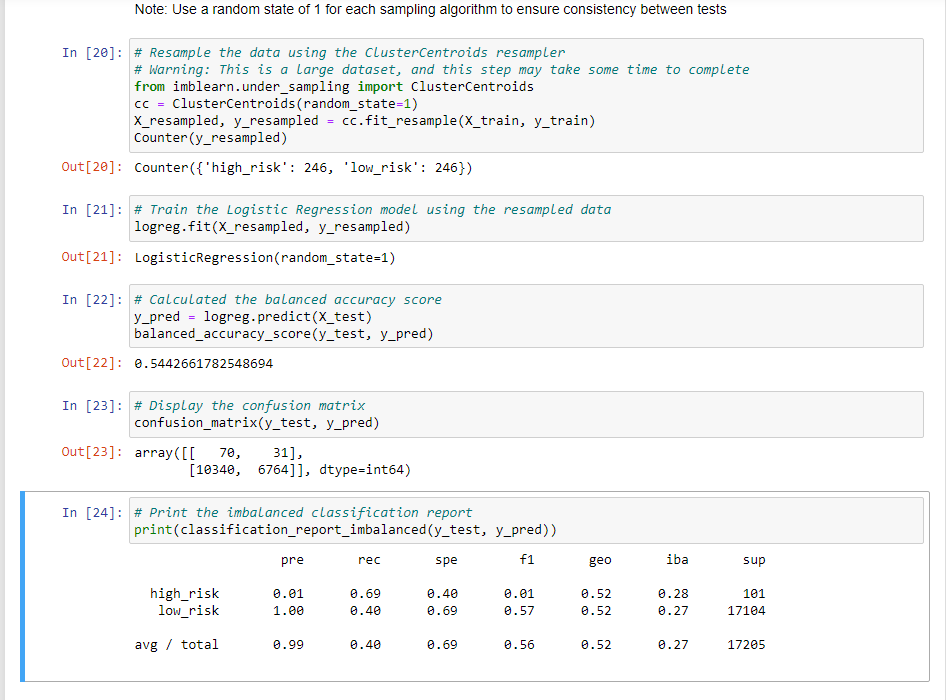 Note: Use a random state of 1 for each sampling algorithm to ensure consistency between tests
In [20]: # Resample the data using the ClusterCentroids resampler
# Warning: This is a large dataset, and this step may take some time to complete
from imblearn.under_sampling import ClusterCentroids
cc = ClusterCentroids(random_state=1)
X_resampled, y_resampled = cc.fit_resample(X_train, y_train)
Counter(y_resampled)
Out[20]: Counter({'high_risk': 246, 'low_risk': 246})
In [21]: # Train the Logistic Regression model using the resampled data
logreg.fit(X_resampled, y_resampled)
Out[21]: LogisticRegression(random_state=1)
In [22]: # Calculated the balanced accuracy score
y_pred = logreg.predict(X_test)
balanced_accuracy_score(y_test, y_pred)
Out[22]: 0.5442661782548694
In [23]: # Display the confusion matrix
confusion_matrix(y_test, y_pred)
Out[23]: array([[   70,    31],
[10340,  6764]], dtype=int64)
In [24]: # Print the imbalanced classification report
print(classification_report_imbalanced(y_test, y_pred))
pre rec spe f1 geo iba sup
high_risk 0.01 0.69 0.40 0.01 0.52 0.28 101
low_risk 1.00 0.40 0.69 0.57 0.52 0.27 17104
avg / total 0.99 0.40 0.69 0.56 0.52 0.27 17205